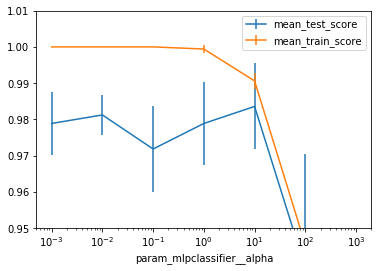 1.01
mean_test_score
mean_train_score
1.00
0.99
0.98
0.97
0.96
0.95
10⁻³ 10⁻² 10⁻¹ 10⁰ 10¹ 10² 10³
param_mlpclassifier__alpha